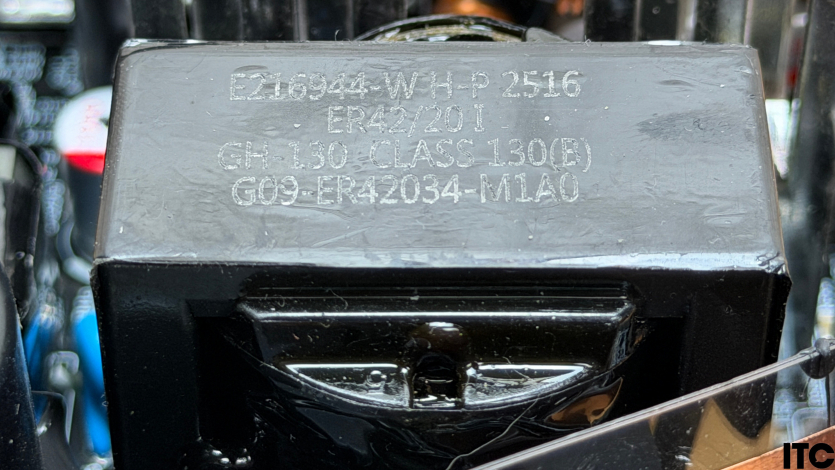 E216944-W H-P 2516
ER42/20 I
GH-130 CLASS 130(B)
G09-ER42034-M1A0
ITC